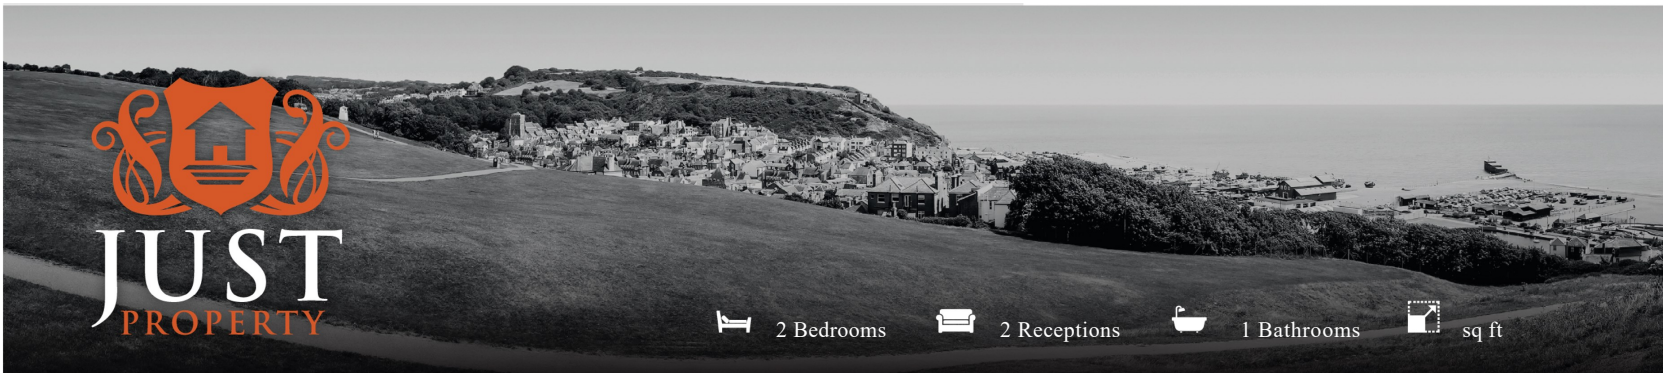 JUST
PROPERTY
2 Bedrooms
2 Receptions
1 Bathrooms
sq ft